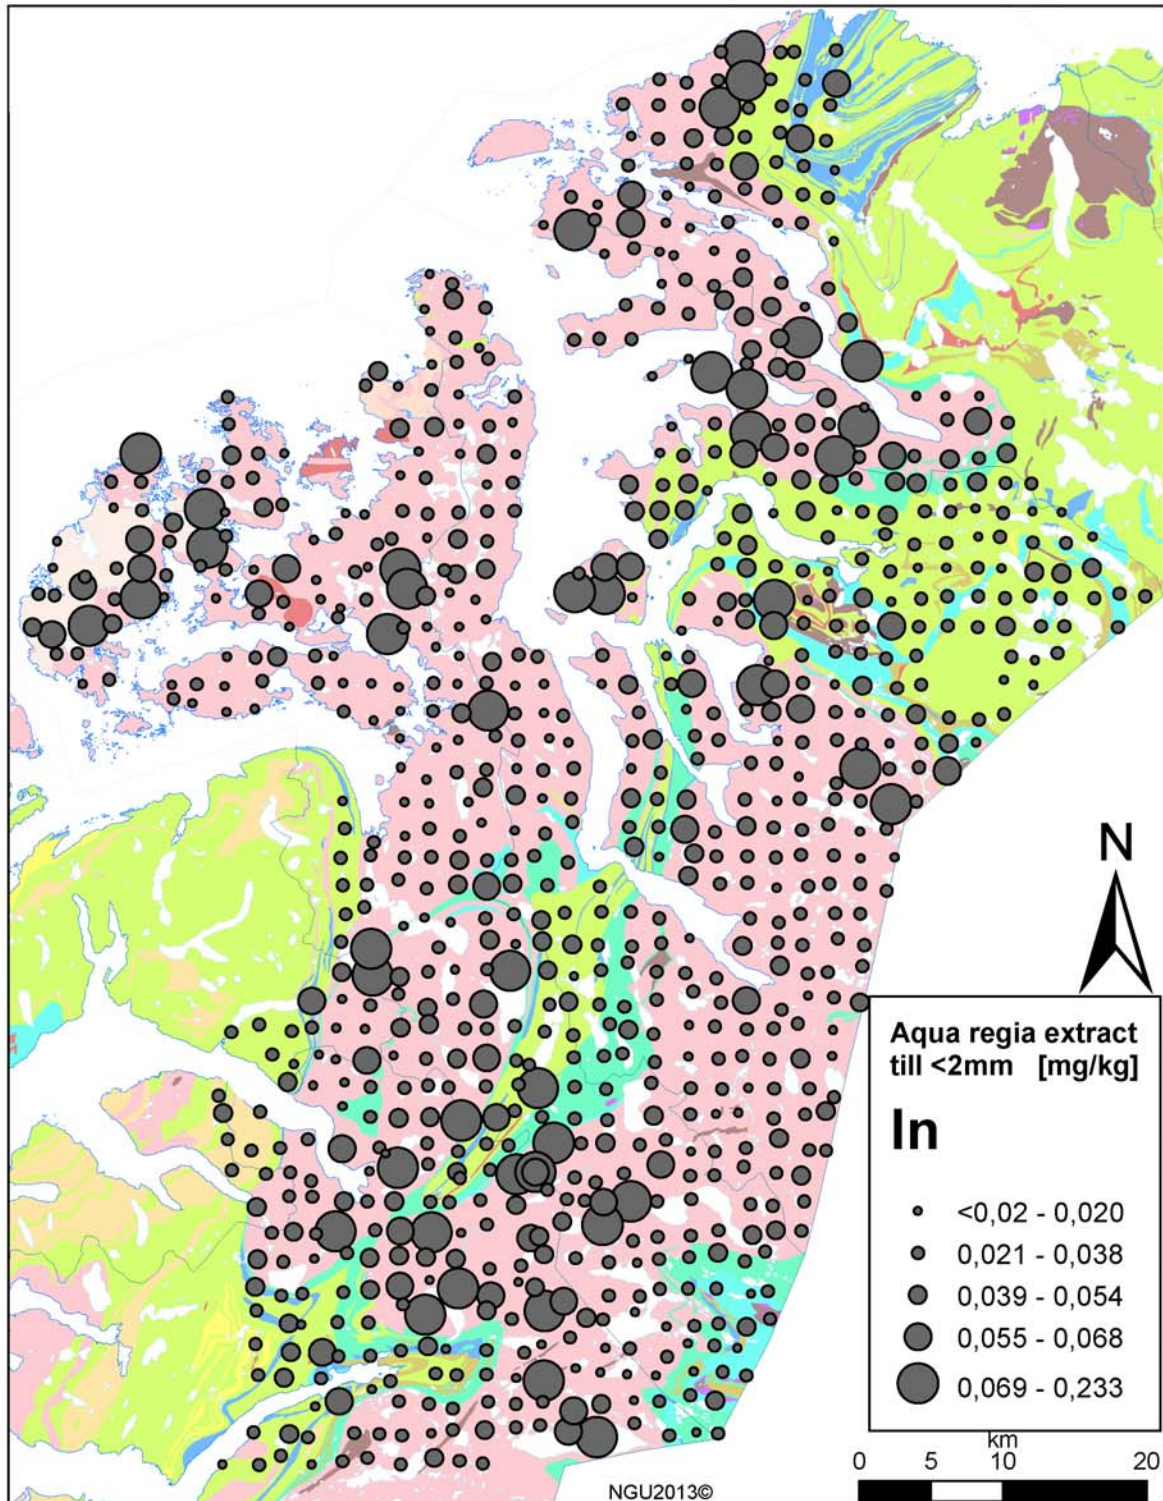 N
Aqua regia extract
till <2mm [mg/kg]
In
<0,02 - 0,020
0,021 - 0,038
0,039 - 0,054
0,055 - 0,068
0,069 - 0,233
km
0 5 10 20
NGU2013©